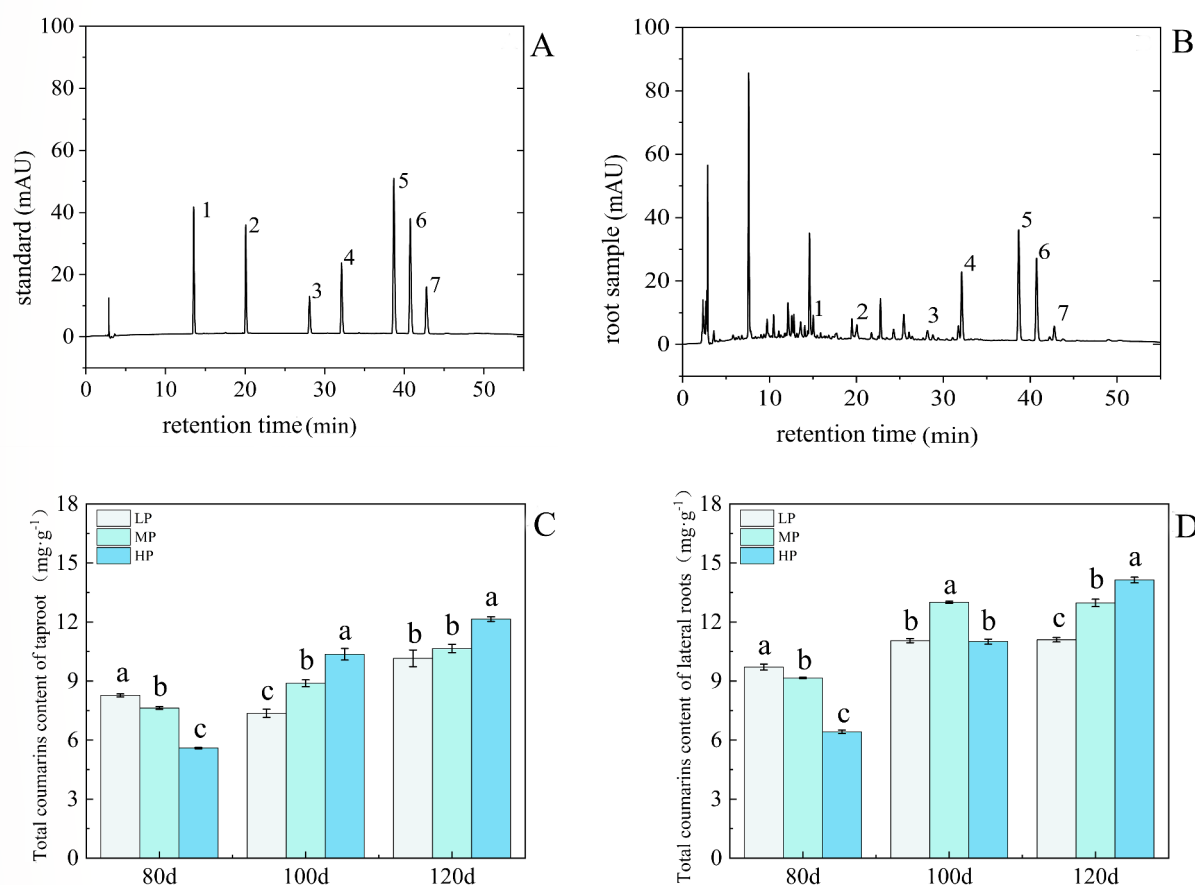 A
100
80
60
40
20
0
standard (mAU)
1
2
3
4
5
6
7
0 10 20 30 40 50
retention time (min)
B
100
80
60
40
20
0
root sample (mAU)
1
2
3
4
5
6
7
0 10 20 30 40 50
retention time (min)
C
18
15
12
9
6
3
0
Total coumarins content of taproot (mg·g⁻¹)
LP
MP
HP
a b c
c b a
b b a
80d 100d 120d
D
18
15
12
9
6
3
0
Total coumarins content of lateral roots (mg·g⁻¹)
LP
MP
HP
a b c
b a b
c b a
80d 100d 120d